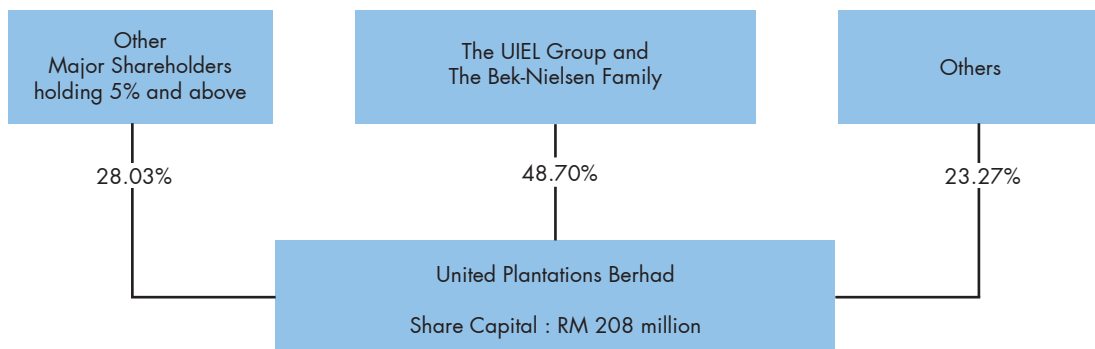 Other
Major Shareholders
holding 5% and above
The UIEL Group and
The Bek-Nielsen Family
Others
28.03%
48.70%
23.27%
United Plantations Berhad
Share Capital : RM 208 million